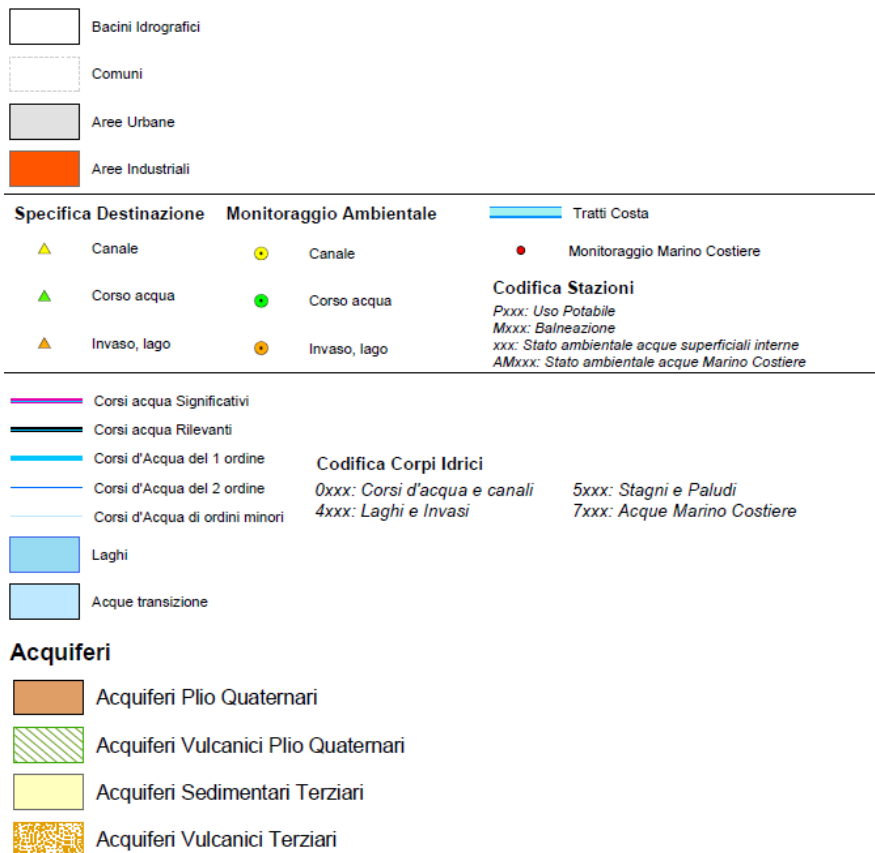 Bacini Idrografici
Comuni
Aree Urbane
Aree Industriali
Specifica Destinazione
Canale
Corso acqua
Invaso, lago
Monitoraggio Ambientale
Canale
Corso acqua
Invaso, lago
Tratti Costa
Monitoraggio Marino Costiere
Codifica Stazioni
Pxxx: Uso Potabile
Mxxx: Balneazione
xxx: Stato ambientale acque superficiali interne
AMxxx: Stato ambientale acque Marino Costiere
Corsi acqua Significativi
Corsi acqua Rilevanti
Corsi d'Acqua del 1 ordine
Corsi d'Acqua del 2 ordine
Corsi d'Acqua di ordini minori
Laghi
Acque transizione
Codifica Corpi Idrici
0xxx: Corsi d'acqua e canali
4xxx: Laghi e Invasi
5xxx: Stagni e Paludi
7xxx: Acque Marino Costiere
Acquiferi
Acquiferi Plio Quaternari
Acquiferi Vulcanici Plio Quaternari
Acquiferi Sedimentari Terziari
Acquiferi Vulcanici Terziari